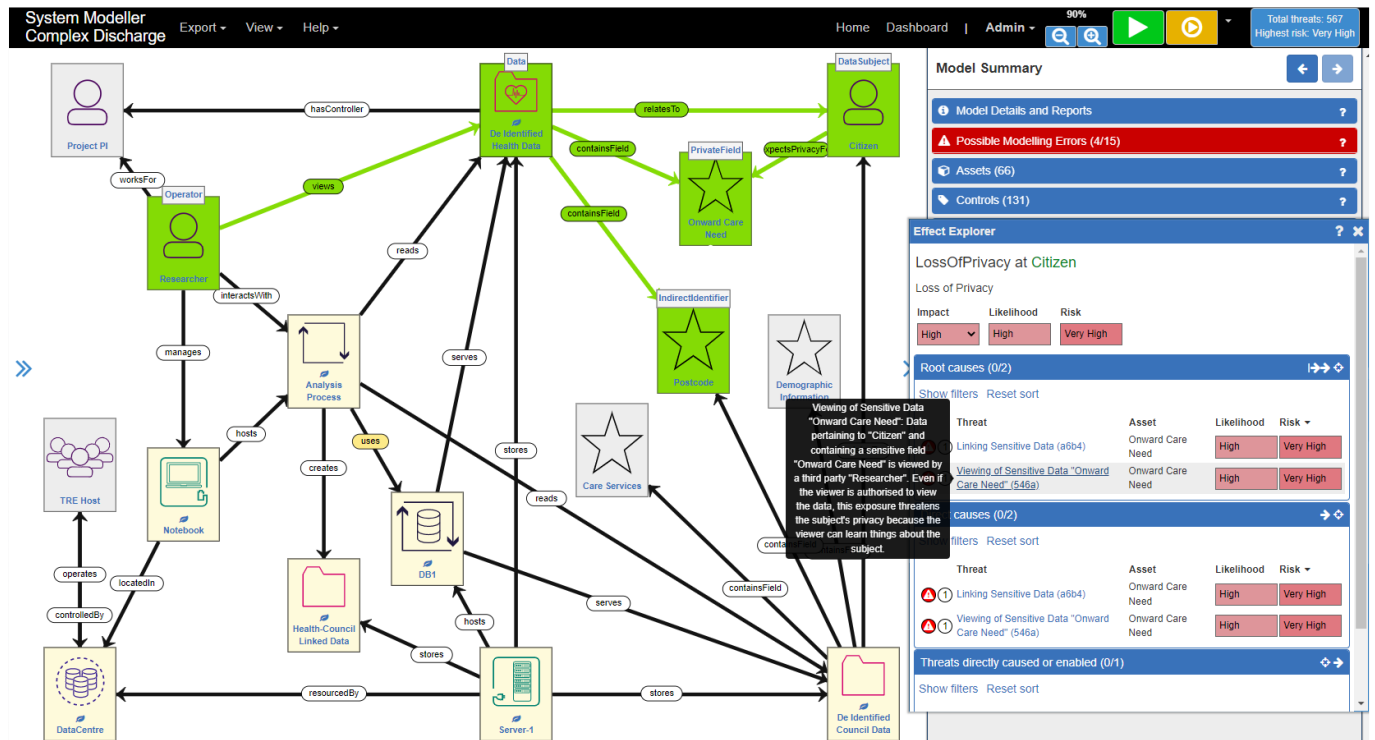 System Modeller
Complex Discharge
Export
View
Help
Home
Dashboard
|
Admin
90%
Total threats: 567
Highest risk: Very High
Data
DataSubject
hasController
relatesTo
Project PI
De Identified
Health Data
Citizen
containsField
PrivateField
xpectsPrivacyF
worksFor
Operator
views
Onward Care
Need
containsField
Researcher
reads
interactsWith
IndirectIdentifier
manages
serves
Analysis
Process
Postcode
Demographic
Information
hosts
uses
stores
TRE Host
creates
Care Services
Notebook
reads
DB1
operates
locatedIn
containsField
controlledBy
serves
Health-Council
Linked Data
hosts
stores
resourcedBy
stores
DataCentre
Server-1
De Identified
Council Data
Viewing of Sensitive Data
"Onward Care Need": Data
pertaining to "Citizen" and
containing a sensitive field
"Onward Care Need" is viewed by
a third party "Researcher". Even if
the viewer is authorised to view
the data, this exposure threatens
the subject's privacy because the
viewer can learn things about the
subject.
Model Summary
Model Details and Reports ?
Possible Modelling Errors (4/15) ?
Assets (66) ?
Controls (131) ?
Effect Explorer ?
LossOfPrivacy at Citizen
Loss of Privacy
Impact Likelihood Risk
High High Very High
Root causes (0/2)
Show filters Reset sort
Threat Asset Likelihood Risk
Linking Sensitive Data (a6b4) Onward Care High Very High
Need
Viewing of Sensitive Data "Onward Onward Care High Very High
Care Need" (546a) Need
causes (0/2)
filters Reset sort
Threat Asset Likelihood Risk
1 Linking Sensitive Data (a6b4) Onward Care High Very High
Need
1 Viewing of Sensitive Data "Onward Onward Care High Very High
Care Need" (546a) Need
Threats directly caused or enabled (0/1)
Show filters Reset sort